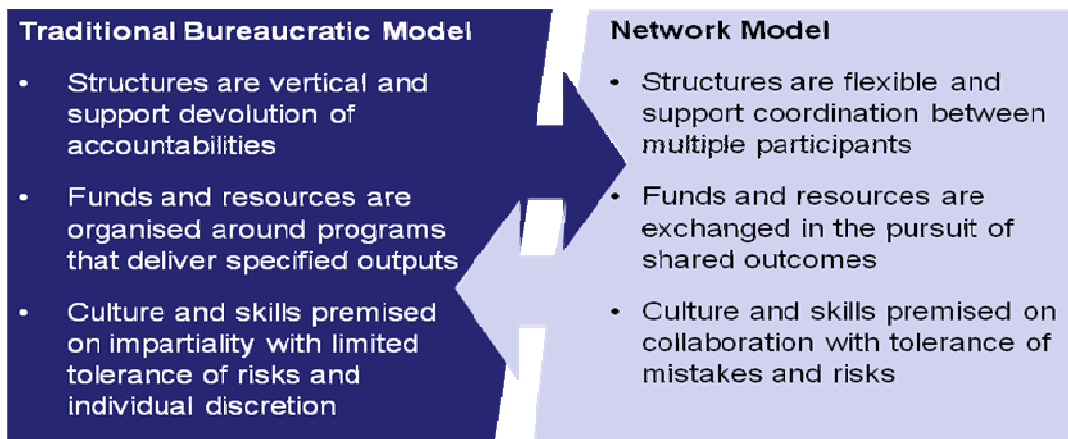 Traditional Bureaucratic Model
• Structures are vertical and
support devolution of
accountabilities
• Funds and resources are
organised around programs
that deliver specified outputs
• Culture and skills premised
on impartiality with limited
tolerance of risks and
individual discretion
Network Model
• Structures are flexible and
support coordination between
multiple participants
• Funds and resources are
exchanged in the pursuit of
shared outcomes
• Culture and skills premised on
collaboration with tolerance of
mistakes and risks